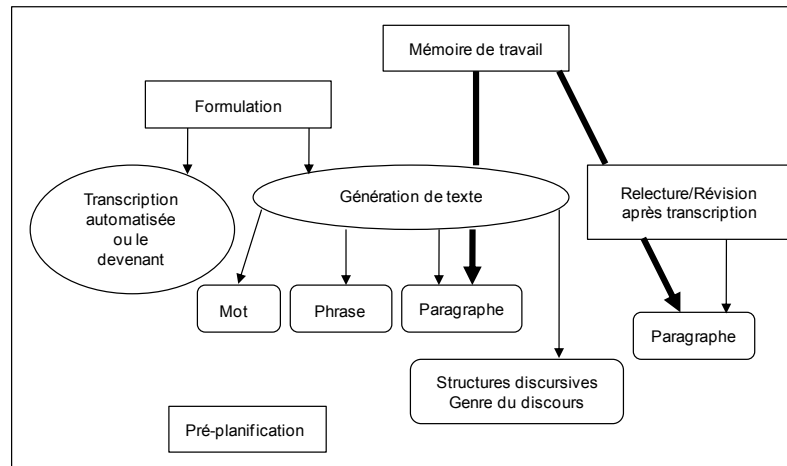 Mémoire de travail
Formulation
Transcription
automatisée
ou le
devenant
Génération de texte
Relecture/Révision
après transcription
Mot
Phrase
Paragraphe
Paragraphe
Structures discursives
Genre du discours
Pré-planification